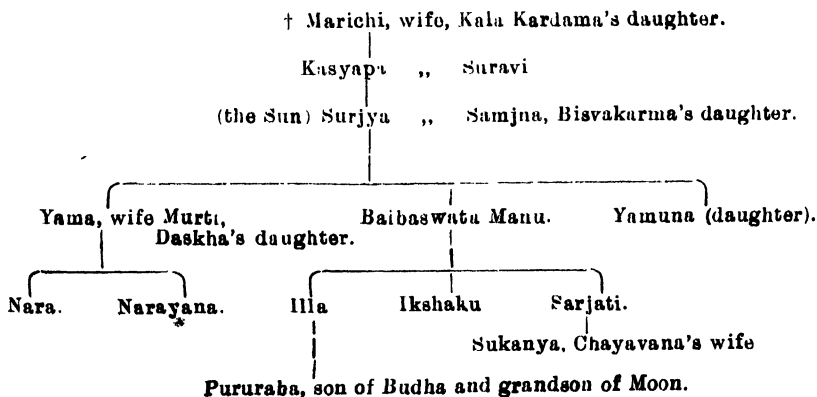 † Marichi, wife, Kala Kardama's daughter.
Kasyapa „ Suravi
(the Sun) Surjya „ Samjna, Bisvakarma's daughter.
Yama, wife Murti, Baibaswata Manu. Yamuna (daughter).
Daskha's daughter.
Nara. Narayana. Illa Ikshaku Sarjati.
*
Sukanya, Chayavana's wife
Pururaba, son of Budha and grandson of Moon.